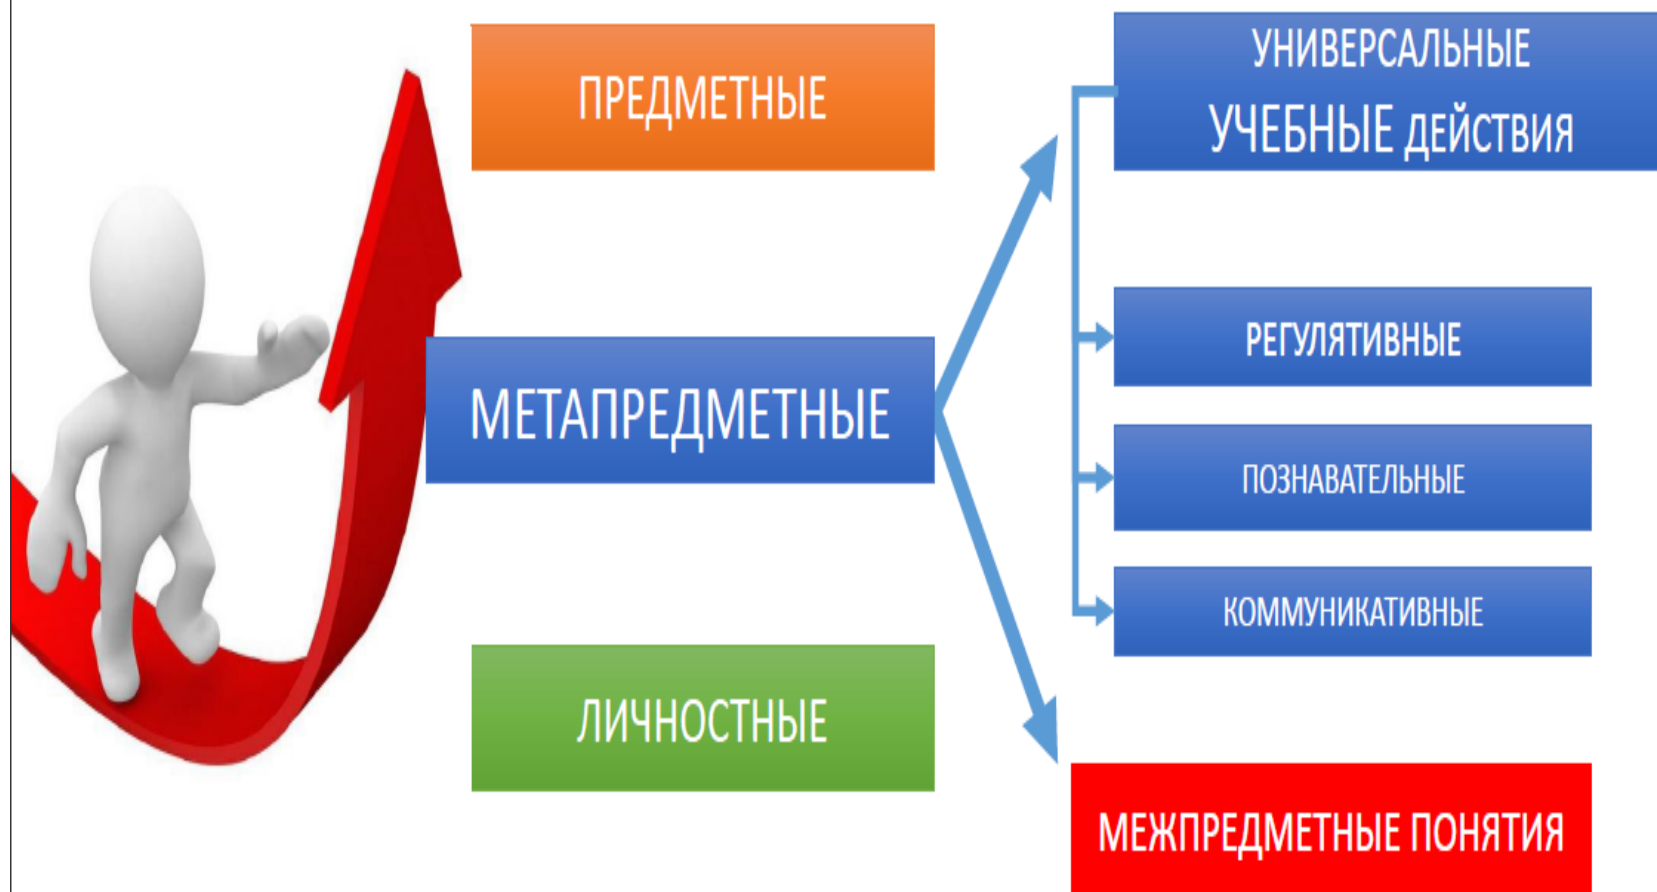 ПРЕДМЕТНЫЕ
МЕТАПРЕДМЕТНЫЕ
ЛИЧНОСТНЫЕ
УНИВЕРСАЛЬНЫЕ
УЧЕБНЫЕ ДЕЙСТВИЯ
РЕГУЛЯТИВНЫЕ
ПОЗНАВАТЕЛЬНЫЕ
КОММУНИКАТИВНЫЕ
МЕЖПРЕДМЕТНЫЕ ПОНЯТИЯ